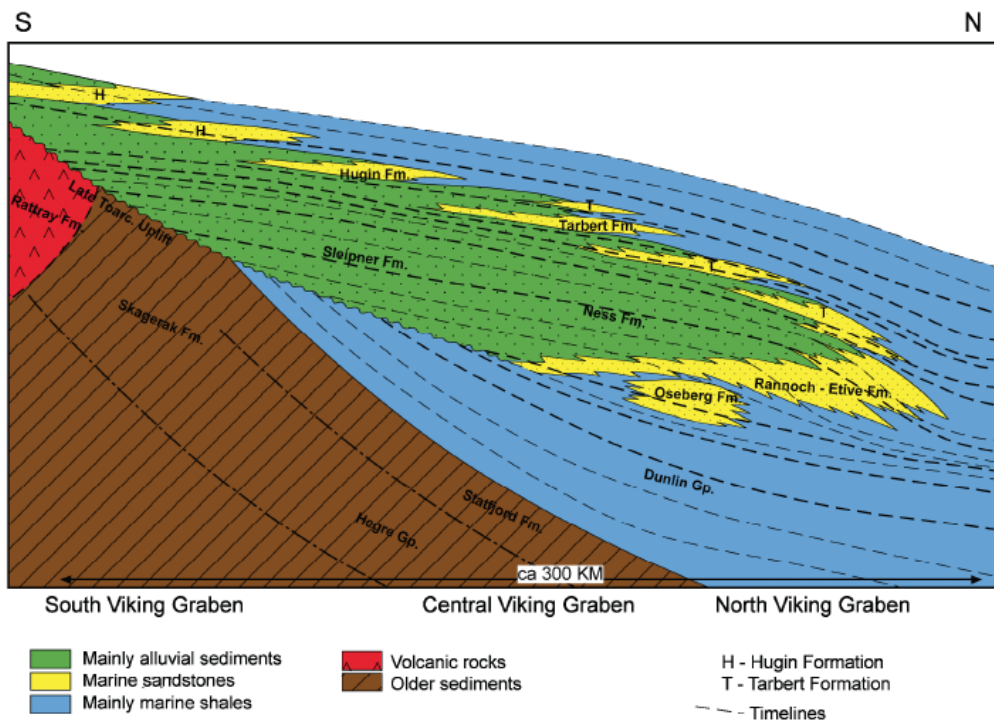 S
N
H
H
Hugin Fm.
T
Tarbert Fm.
T
T
Rattray Fm.
Late Toarc. Uplift
Sleipner Fm.
Ness Fm.
Skagerak Fm.
Rannoch - Etive Fm.
Oseberg Fm.
Dunlin Gp.
Statfjord Fm.
Hegre Gp.
ca 300 KM
South Viking Graben
Central Viking Graben
North Viking Graben
Mainly alluvial sediments
Marine sandstones
Mainly marine shales
Volcanic rocks
Older sediments
H - Hugin Formation
T - Tarbert Formation
Timelines